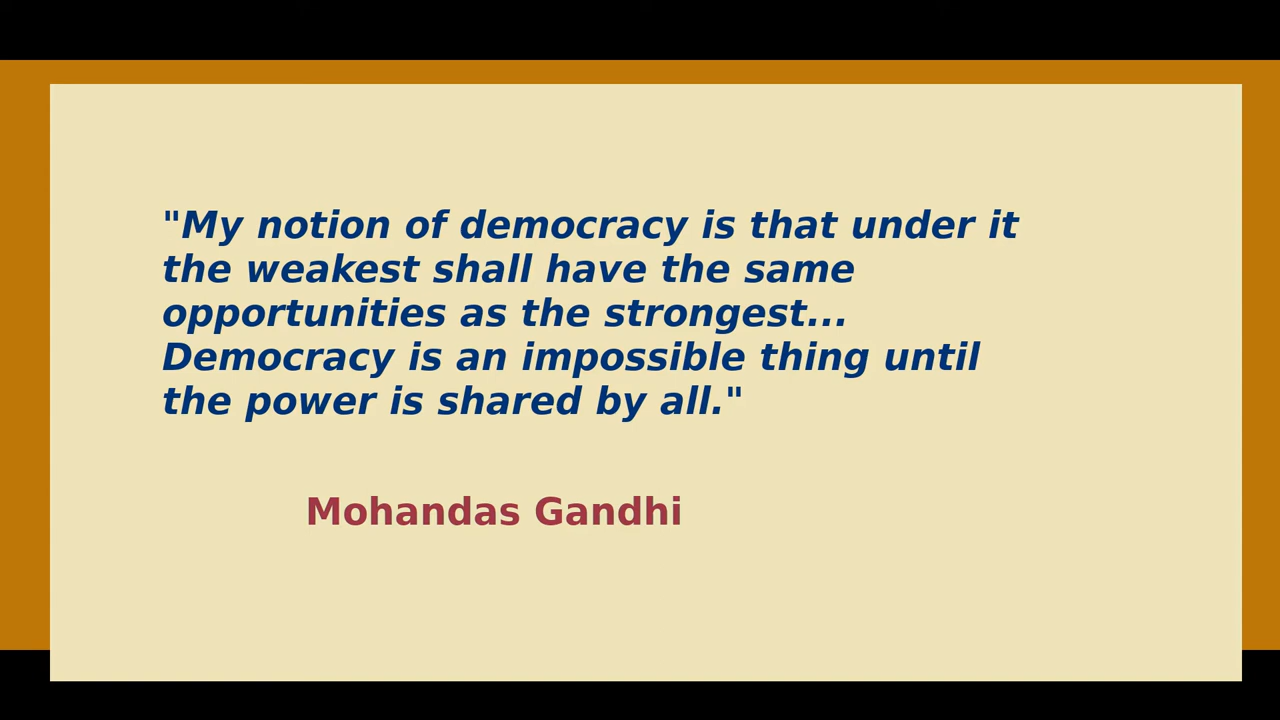 "My notion of democracy is that under it
the weakest shall have the same
opportunities as the strongest...
Democracy is an impossible thing until
the power is shared by all."
Mohandas Gandhi